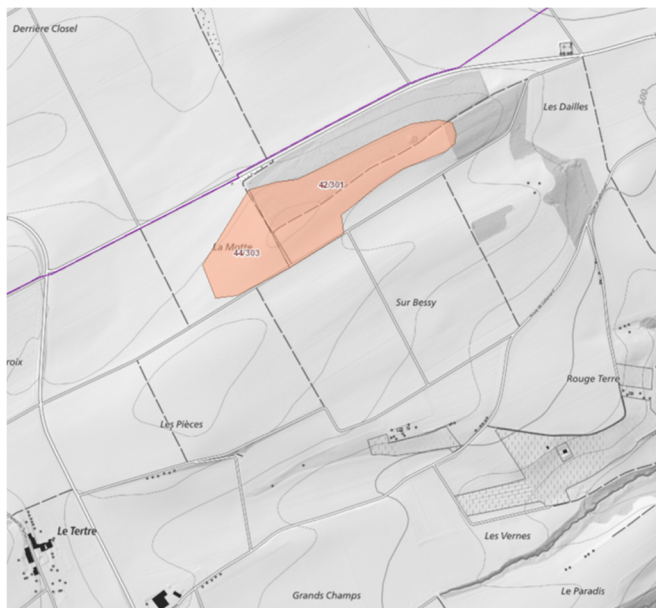 Derrière Closel
Les Dailles
500
42/301
La Motte
44/303
Sur Bessy
roix
Rouge Terre
Les Pièces
Le Tertre
Les Vernes
Grands Champs
Le Paradis